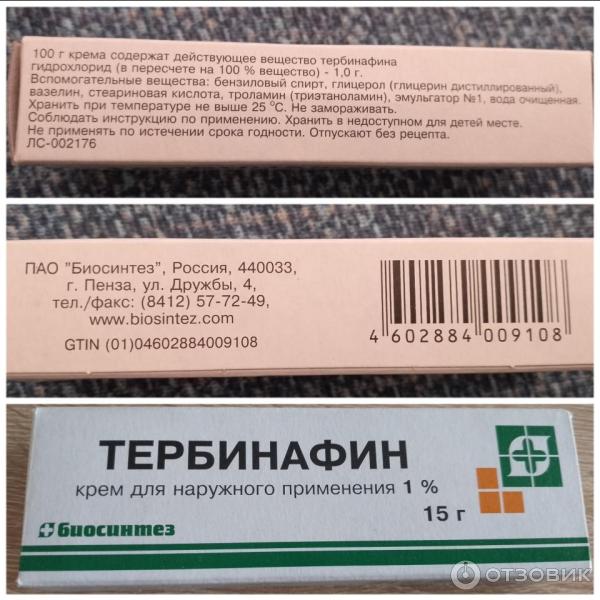 100 г крема содержат действующее вещество тербинафина
гидрохлорид (в пересчете на 100 % вещество) - 1,0 г.
Вспомогательные вещества: бензиловый спирт, глицерол (глицерин дистиллированный),
вазелин, стеариновая кислота, троламин (триэтаноламин), эмульгатор №1, вода очищенная.
Хранить при температуре не выше 25 °С. Не замораживать.
Соблюдать инструкцию по применению. Хранить в недоступном для детей месте.
Не применять по истечении срока годности. Отпускают без рецепта.
ЛС-002176
ПАО "Биосинтез", Россия, 440033,
г. Пенза, ул. Дружбы, 4,
тел./факс: (8412) 57-72-49,
www.biosintez.com
GTIN (01)04602884009108
4 602884 009108
ТЕРБИНАФИН
крем для наружного применения 1 %
15 г
биосинтез
ОТЗОВИК